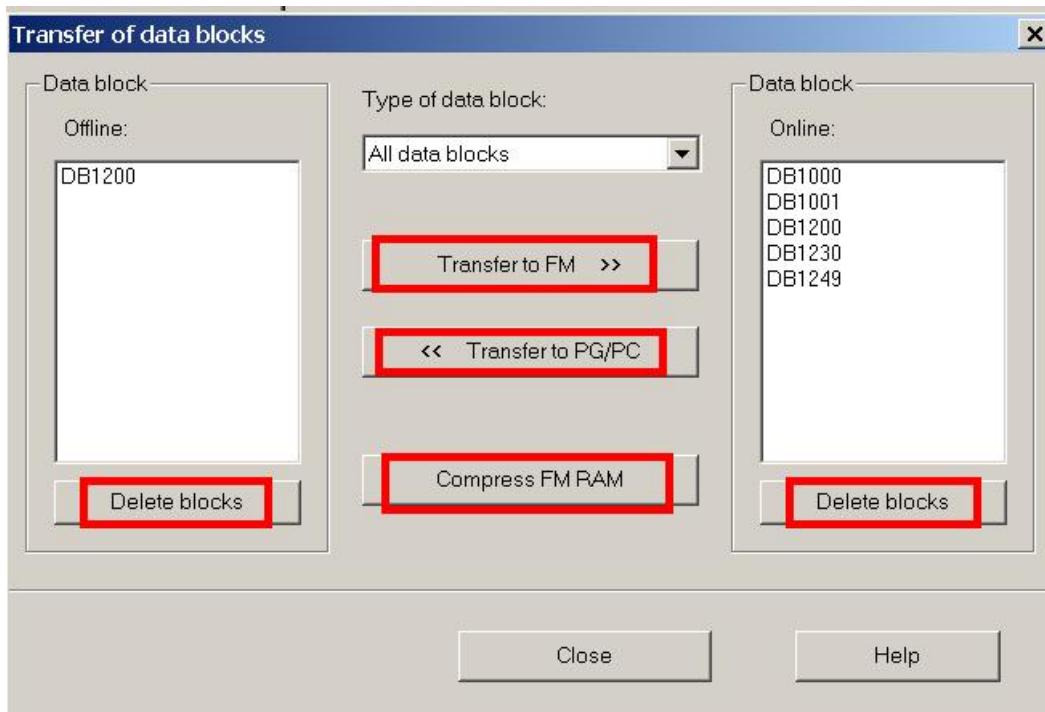 Transfer of data blocks
Data block
Offline:
DB1200
Delete blocks
Type of data block:
All data blocks
Transfer to FM >>
<< Transfer to PG/PC
Compress FM RAM
Data block
Online:
DB1000
DB1001
DB1200
DB1230
DB1249
Delete blocks
Close
Help